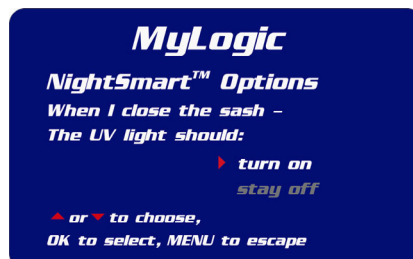 MyLogic
NightSmart™ Options
When I close the sash –
The UV light should:
turn on
stay off
or to choose,
OK to select, MENU to escape